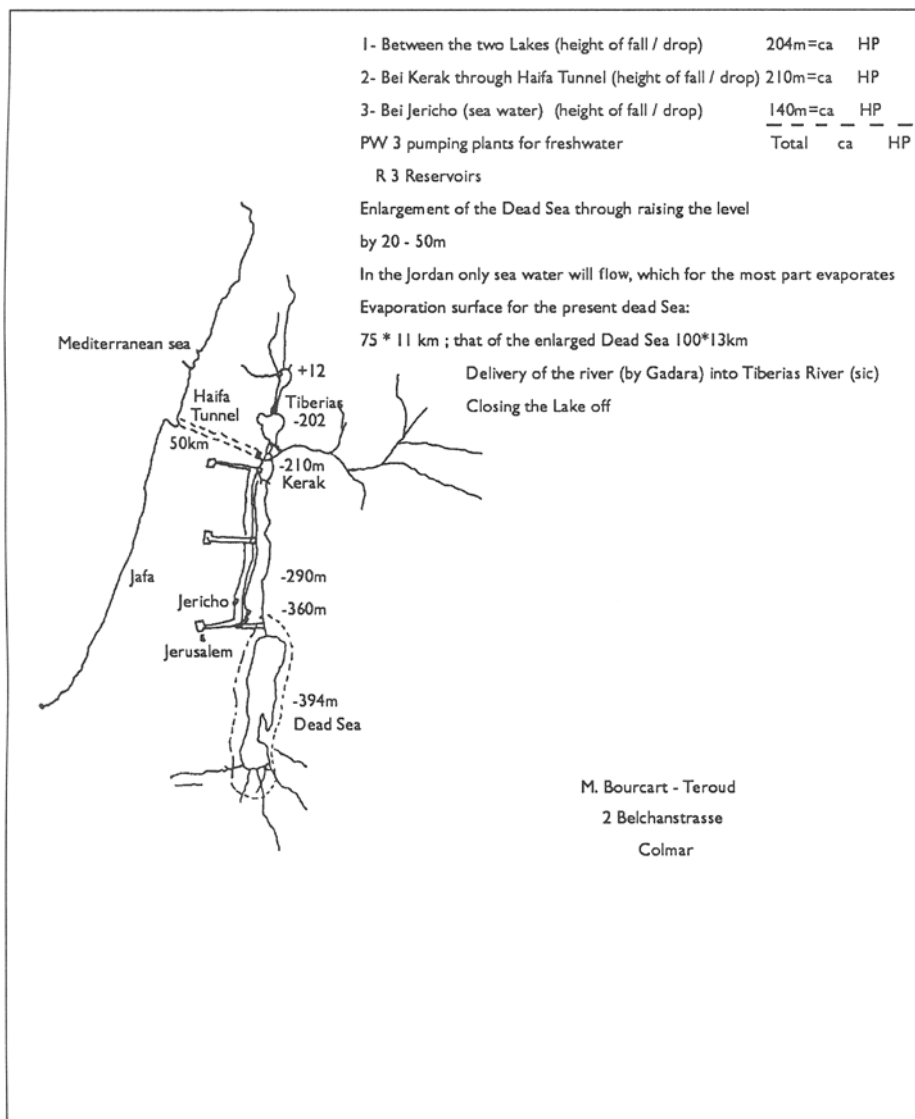 1- Between the two Lakes (height of fall / drop) 204m=ca HP
2- Bei Kerak through Haifa Tunnel (height of fall / drop) 210m=ca HP
3- Bei Jericho (sea water) (height of fall / drop) 140m=ca HP
PW 3 pumping plants for freshwater Total ca HP
R 3 Reservoirs
Enlargement of the Dead Sea through raising the level
by 20 - 50m
In the Jordan only sea water will flow, which for the most part evaporates
Evaporation surface for the present dead Sea:
75 * 11 km ; that of the enlarged Dead Sea 100*13km
Delivery of the river (by Gadara) into Tiberias River (sic)
Closing the Lake off
Mediterranean sea
+12
Haifa
Tunnel
Tiberias
-202
50km
-210m
Kerak
-290m
Jafa
Jericho
-360m
Jerusalem
-394m
Dead Sea
M. Bourcart - Teroud
2 Belchanstrasse
Colmar